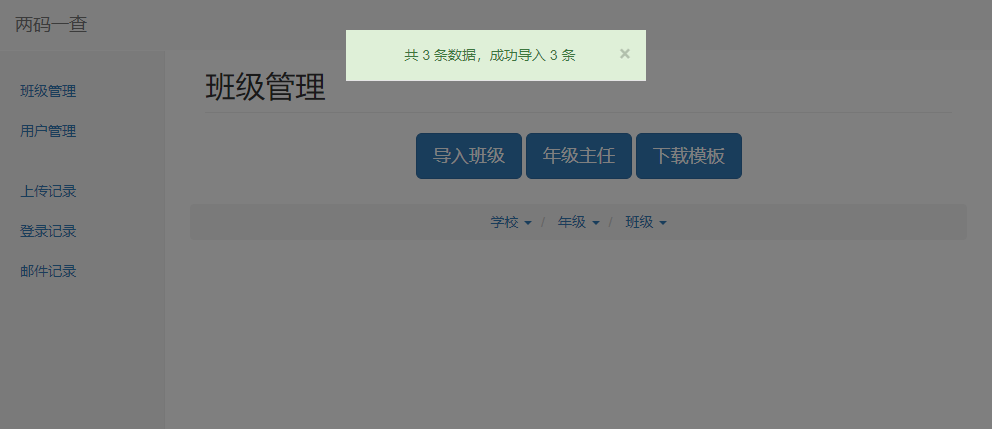 两码一查
共 3 条数据，成功导入 3 条 ×
班级管理
用户管理
上传记录
登录记录
邮件记录
班级管理
导入班级 年级主任 下载模板
学校 / 年级 / 班级